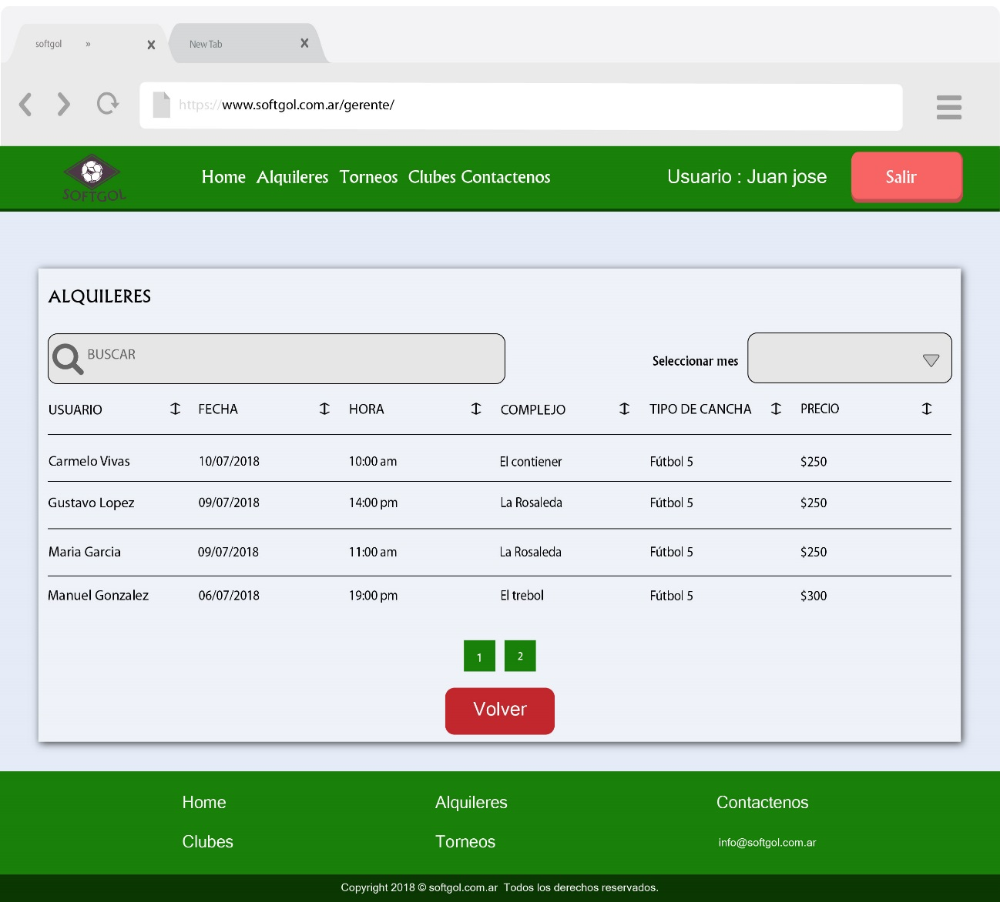 softgol » x New Tab x
https://www.softgol.com.ar/gerente/
SOFTGOL Home Alquileres Torneos Clubes Contactenos Usuario : Juan jose Salir
ALQUILERES
BUSCAR Seleccionar mes
USUARIO FECHA HORA COMPLEJO TIPO DE CANCHA PRECIO
Carmelo Vivas 10/07/2018 10:00 am El contiener Fútbol 5 $250
Gustavo Lopez 09/07/2018 14:00 pm La Rosaleda Fútbol 5 $250
Maria Garcia 09/07/2018 11:00 am La Rosaleda Fútbol 5 $250
Manuel Gonzalez 06/07/2018 19:00 pm El trebol Fútbol 5 $300
1 2
Volver
Home Alquileres Contactenos
Clubes Torneos info@softgol.com.ar
Copyright 2018 © softgol.com.ar Todos los derechos reservados.